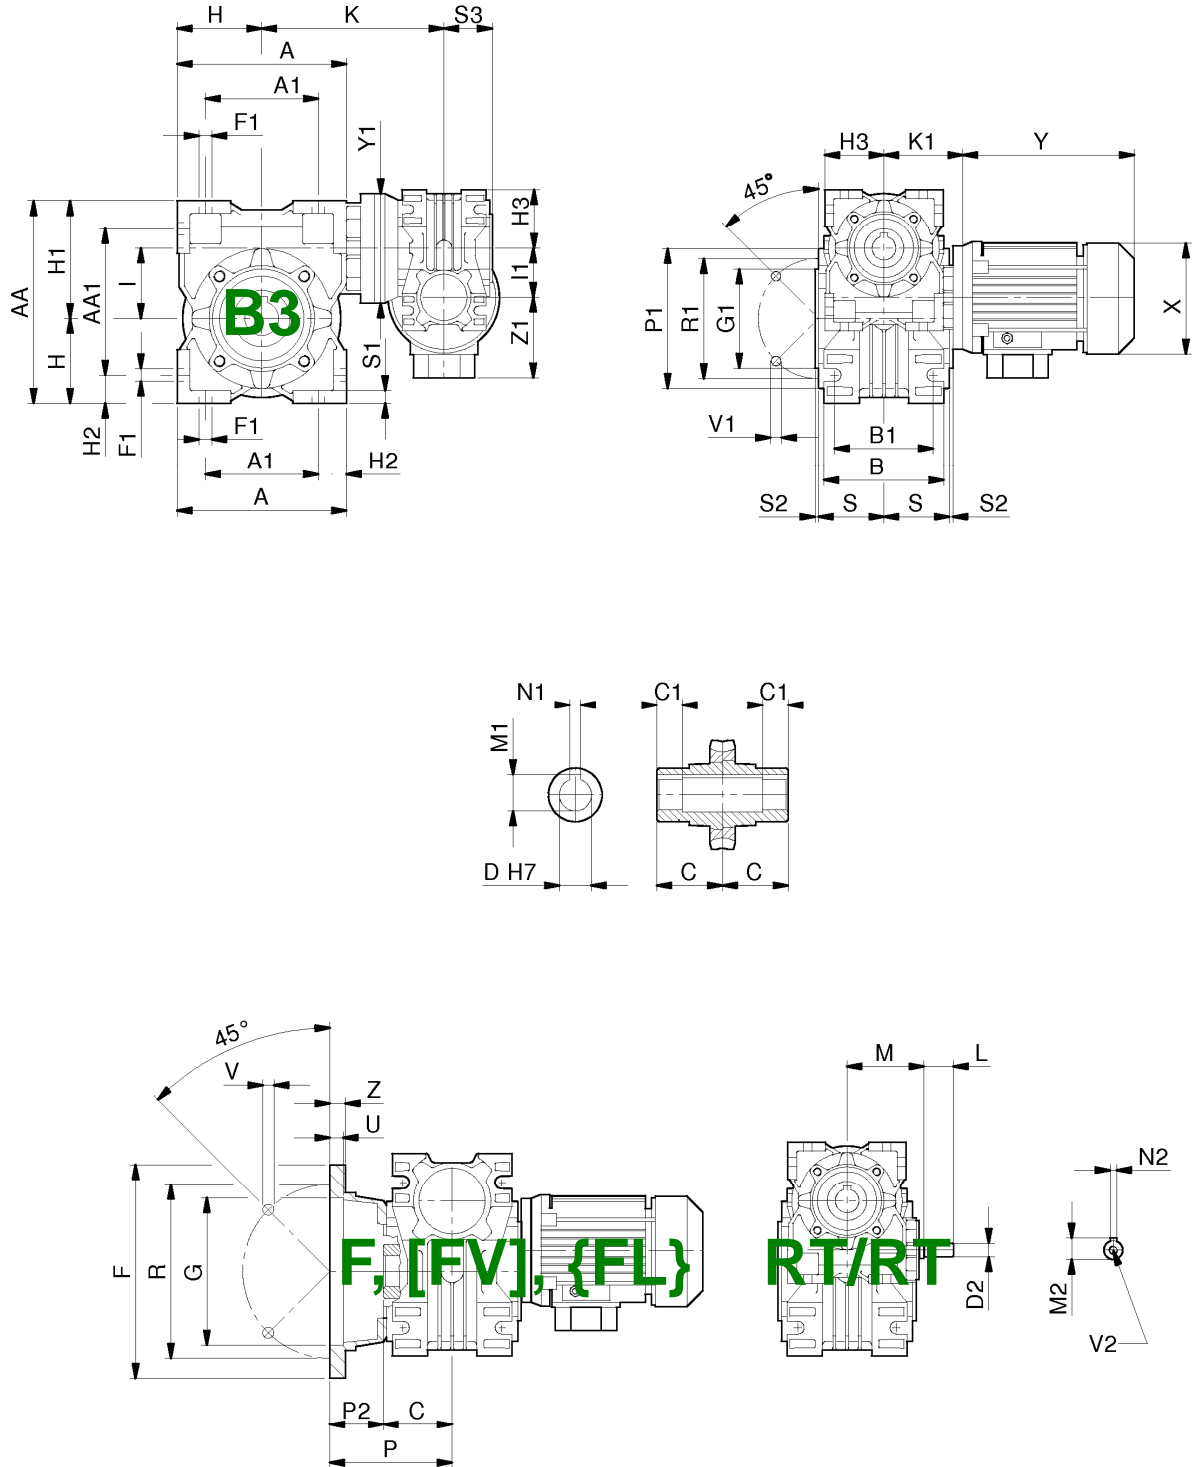 H K S3
A
A1
F1
Y1
H3
H1
AA
AA1
I
I1
B3
H
S1
Z1
H2
F1
F1
A1
H2
A
H3 K1 Y
45°
P1
R1
G1
X
V1
B1
B
S2 S S S2
N1 C1 C1
M1
D H7
C C
45°
V
Z
U
F
R
G
F, [FV], {FL}
P2 C
P
M L
RT/RT
D2
N2
M2
V2